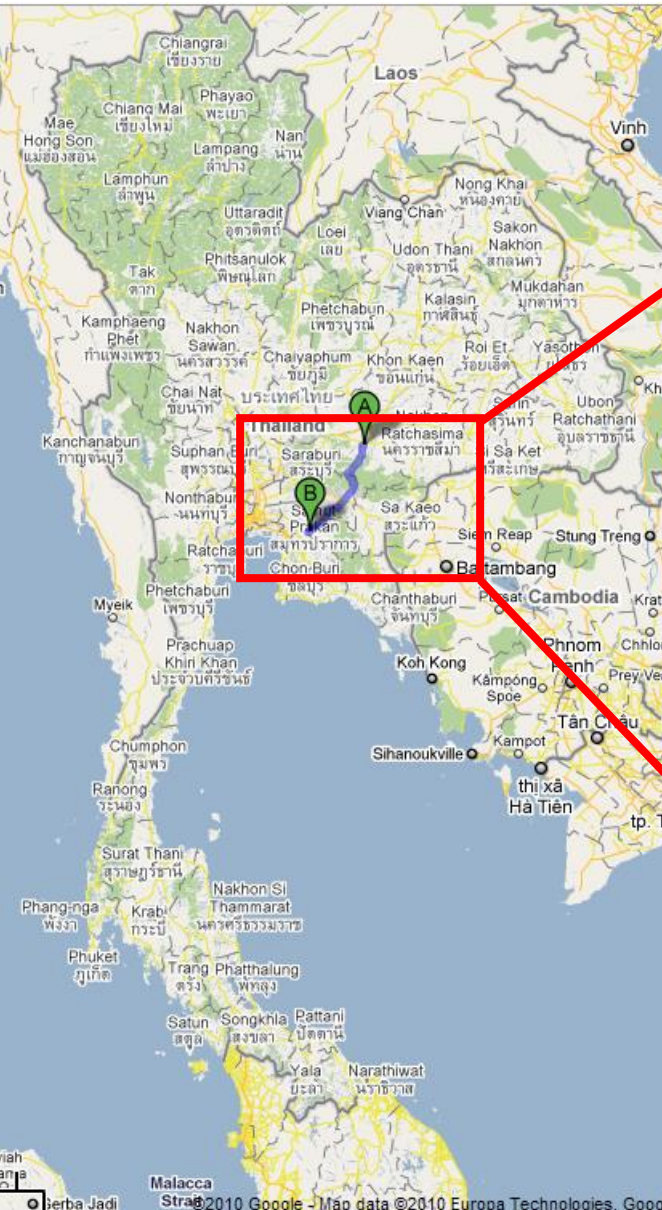 Chiangrai
เชียงราย
Laos
Chiang Mai
เชียงใหม่
Phayao
พะเยา
Vinh
Mae
Hong Son
แม่ฮ่องสอน
Lampang
ลำปาง
Nan
น่าน
Lamphun
ลำพูน
Nong Khai
หนองคาย
Uttaradit
อุตรดิตถ์
Viang Chan
Loei
เลย
Sakon
Nakhon
สกลนคร
Udon Thani
อุดรธานี
Phitsanulok
พิษณุโลก
Tak
ตาก
Mukdahan
มุกดาหาร
Kalasin
กาฬสินธุ์
Phetchabun
เพชรบูรณ์
Kamphaeng
Phet
กำแพงเพชร
Nakhon
Sawan
นครสวรรค์
Roi Et
ร้อยเอ็ด
Chaiyaphum
ชัยภูมิ
Khon Kaen
ขอนแก่น
Chai Nat
ชัยนาท
ประเทศไทย
Thailand
A
Ubon
Ratchathani
อุบลราชธานี
Ratchasima
นครราชสีมา
สุรินทร์
Kanchanaburi
กาญจนบุรี
Saraburi
สระบุรี
Si Sa Ket
B
Prakan
สมุทรปราการ
Sa Kaeo
สระแก้ว
Siem Reap
Stung Treng
Battambang
Chon Buri
ชลบุรี
Phetchaburi
เพชรบุรี
Chanthaburi
จันทบุรี
Pursat
Cambodia
Myeik
Prachuap
Khiri Khan
ประจวบคีรีขันธ์
Phnom
Penh
Koh Kong
Kâmpóng
Spoe
Tân Châu
Chumphon
ชุมพร
Sihanoukville
Kampot
thị xã
Hà Tiên
Ranong
ระนอง
Surat Thani
สุราษฎร์ธานี
Nakhon Si
Thammarat
นครศรีธรรมราช
Phang-nga
พังงา
Krabi
กระบี่
Phuket
ภูเก็ต
Trang
ตรัง
Phatthalung
พัทลุง
Satun
สตูล
Songkhla
สงขลา
Pattani
ปัตตานี
Yala
ยะลา
Narathiwat
นราธิวาส
Malacca
Strait
Serba Jadi
©2010 Google - Map data ©2010 Europa Technologies,